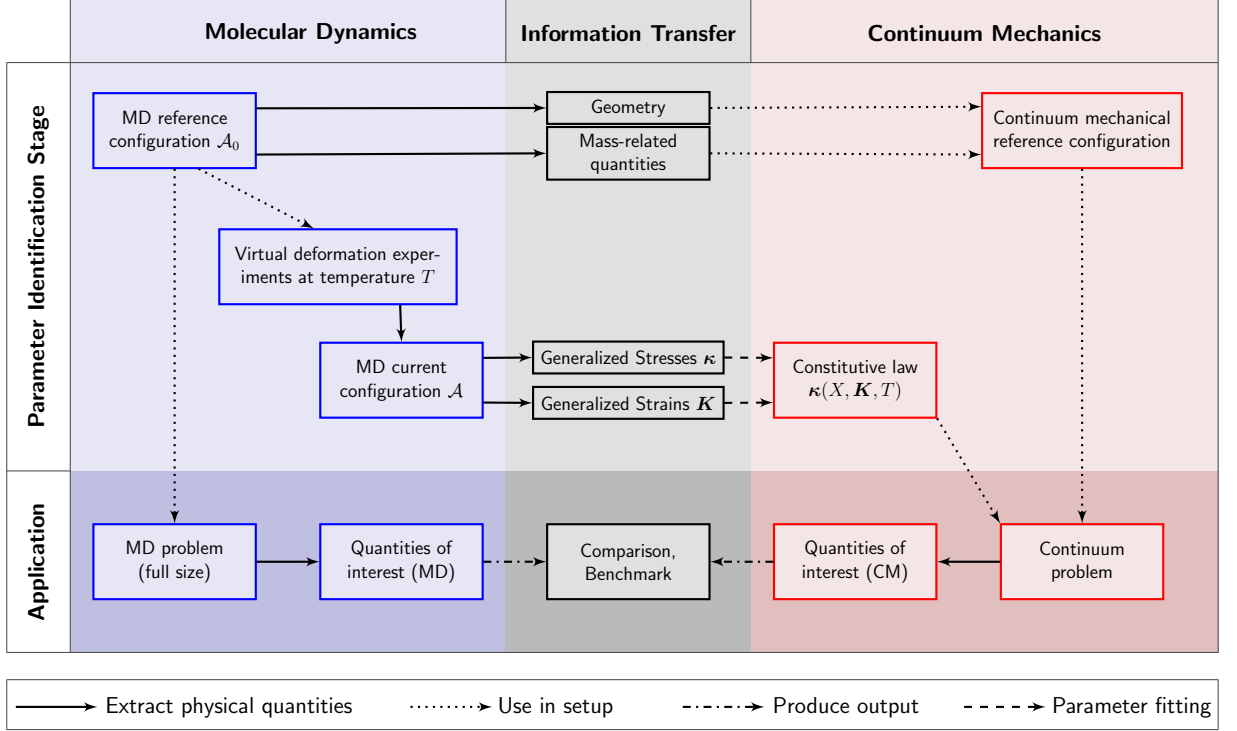 Molecular Dynamics
Information Transfer
Continuum Mechanics
Parameter Identification Stage
MD reference
configuration 𝒜₀
Geometry
Mass-related
quantities
Continuum mechanical
reference configuration
Virtual deformation exper-
iments at temperature T
MD current
configuration 𝒜
Generalized Stresses κ
Generalized Strains K
Constitutive law
κ(X, K, T)
Application
MD problem
(full size)
Quantities of
interest (MD)
Comparison,
Benchmark
Quantities of
interest (CM)
Continuum
problem
Extract physical quantities
Use in setup
Produce output
Parameter fitting